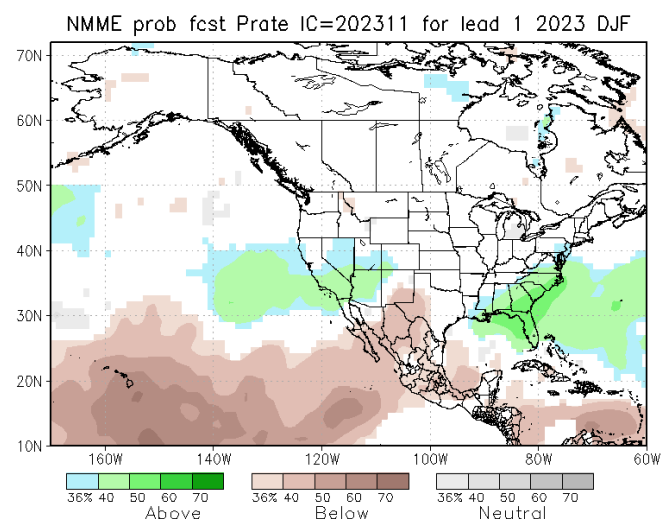 NMME prob fcst Prate IC=202311 for lead 1 2023 DJF
70N
60N
50N
40N
30N
20N
10N
160W 140W 120W 100W 80W 60W
36% 40 50 60 70 36% 40 50 60 70 36% 40 50 60 70
Above Below Neutral